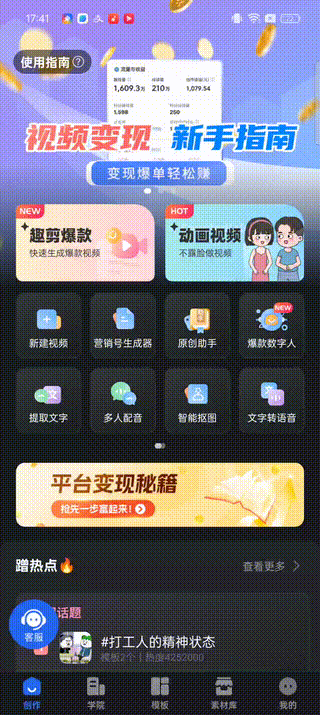 17:41
使用指南?
流量与收益
1,609.3万
210万
1,079.54
1,598
250
视频变现 新手指南
变现爆单轻松赚
NEW
趣剪爆款
快速生成爆款视频
HOT
动画视频
不露脸做视频
新建视频
营销号生成器
原创助手
NEW
爆款数字人
提取文字
多人配音
智能抠图
文字转语音
平台变现秘籍
抢先一步富起来!
蹭热点🔥
查看更多
话题
#打工人的精神状态
模板2个 | 热度4252000
客服
创作
学院
模板
素材库
我的